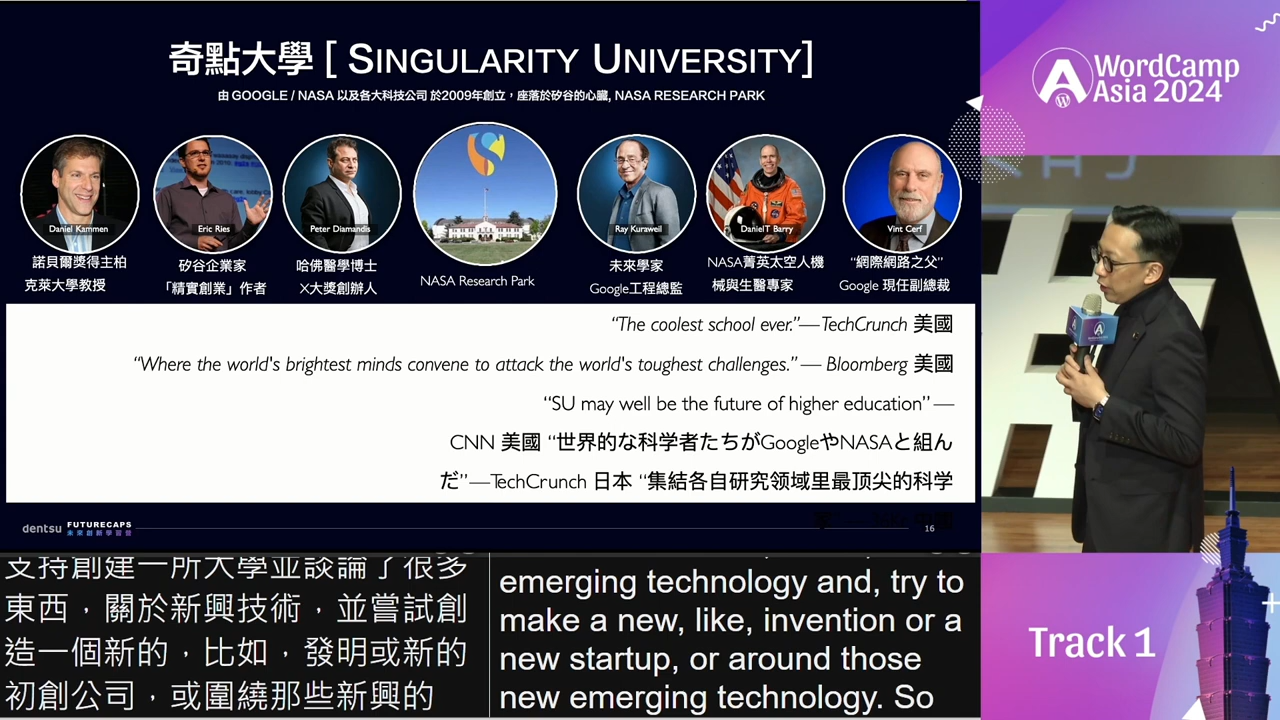 奇點大學 [ SINGULARITY UNIVERSITY]
由 GOOGLE / NASA 以及各大科技公司 於2009年創立，座落於矽谷的心臟, NASA RESEARCH PARK
Daniel Kammen
諾貝爾獎得主柏
克萊大學教授
Eric Ries
矽谷企業家
「精實創業」作者
Peter Diamandis
哈佛醫學博士
X大獎創辦人
NASA Research Park
Ray Kuraweil
未來學家
Google工程總監
DanielT Barry
NASA菁英太空人機
械與生醫專家
Vint Cerf
“網際網路之父”
Google 現任副總裁
“The coolest school ever.”—TechCrunch 美國
“Where the world's brightest minds convene to attack the world's toughest challenges.” — Bloomberg 美國
“SU may well be the future of higher education” —
CNN 美國 “世界的な科学者たちがGoogleやNASAと組ん
だ”—TechCrunch 日本 “集結各自研究领域里最顶尖的科学
dentsu FUTURECAPS
未來創新學習營
16
WordCamp
Asia 2024
支持創建一所大學並談論了很多
東西，關於新興技術，並嘗試創
造一個新的，比如，發明或新的
初創公司，或圍繞那些新興的
emerging technology and, try to
make a new, like, invention or a
new startup, or around those
new emerging technology. So
Track 1